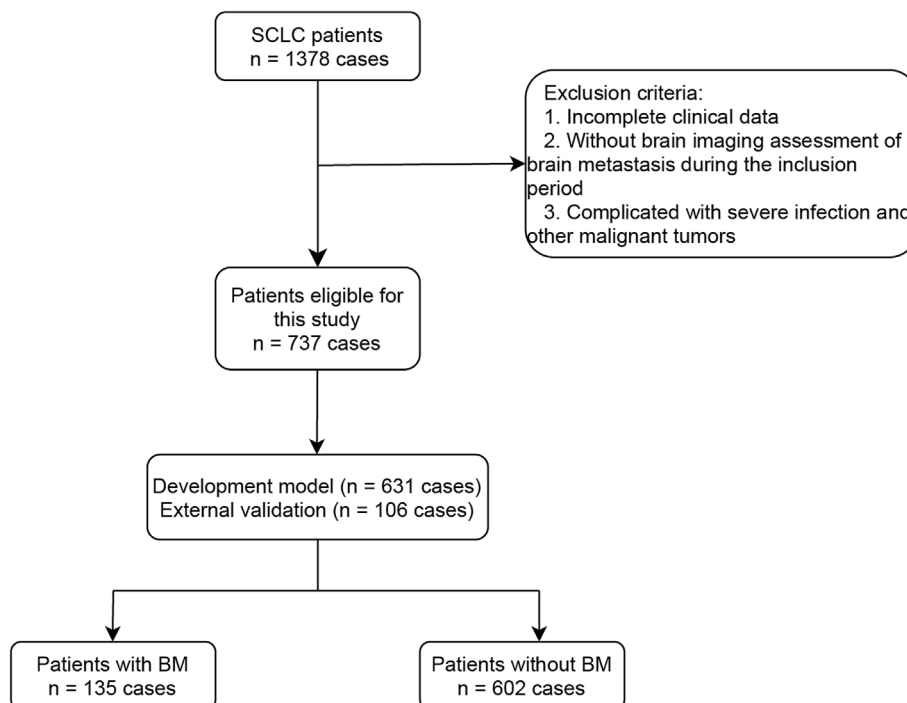 SCLC patients
n = 1378 cases
Exclusion criteria:
1. Incomplete clinical data
2. Without brain imaging assessment of
brain metastasis during the inclusion
period
3. Complicated with severe infection and
other malignant tumors
Patients eligible for
this study
n = 737 cases
Development model (n = 631 cases)
External validation (n = 106 cases)
Patients with BM
n = 135 cases
Patients without BM
n = 602 cases